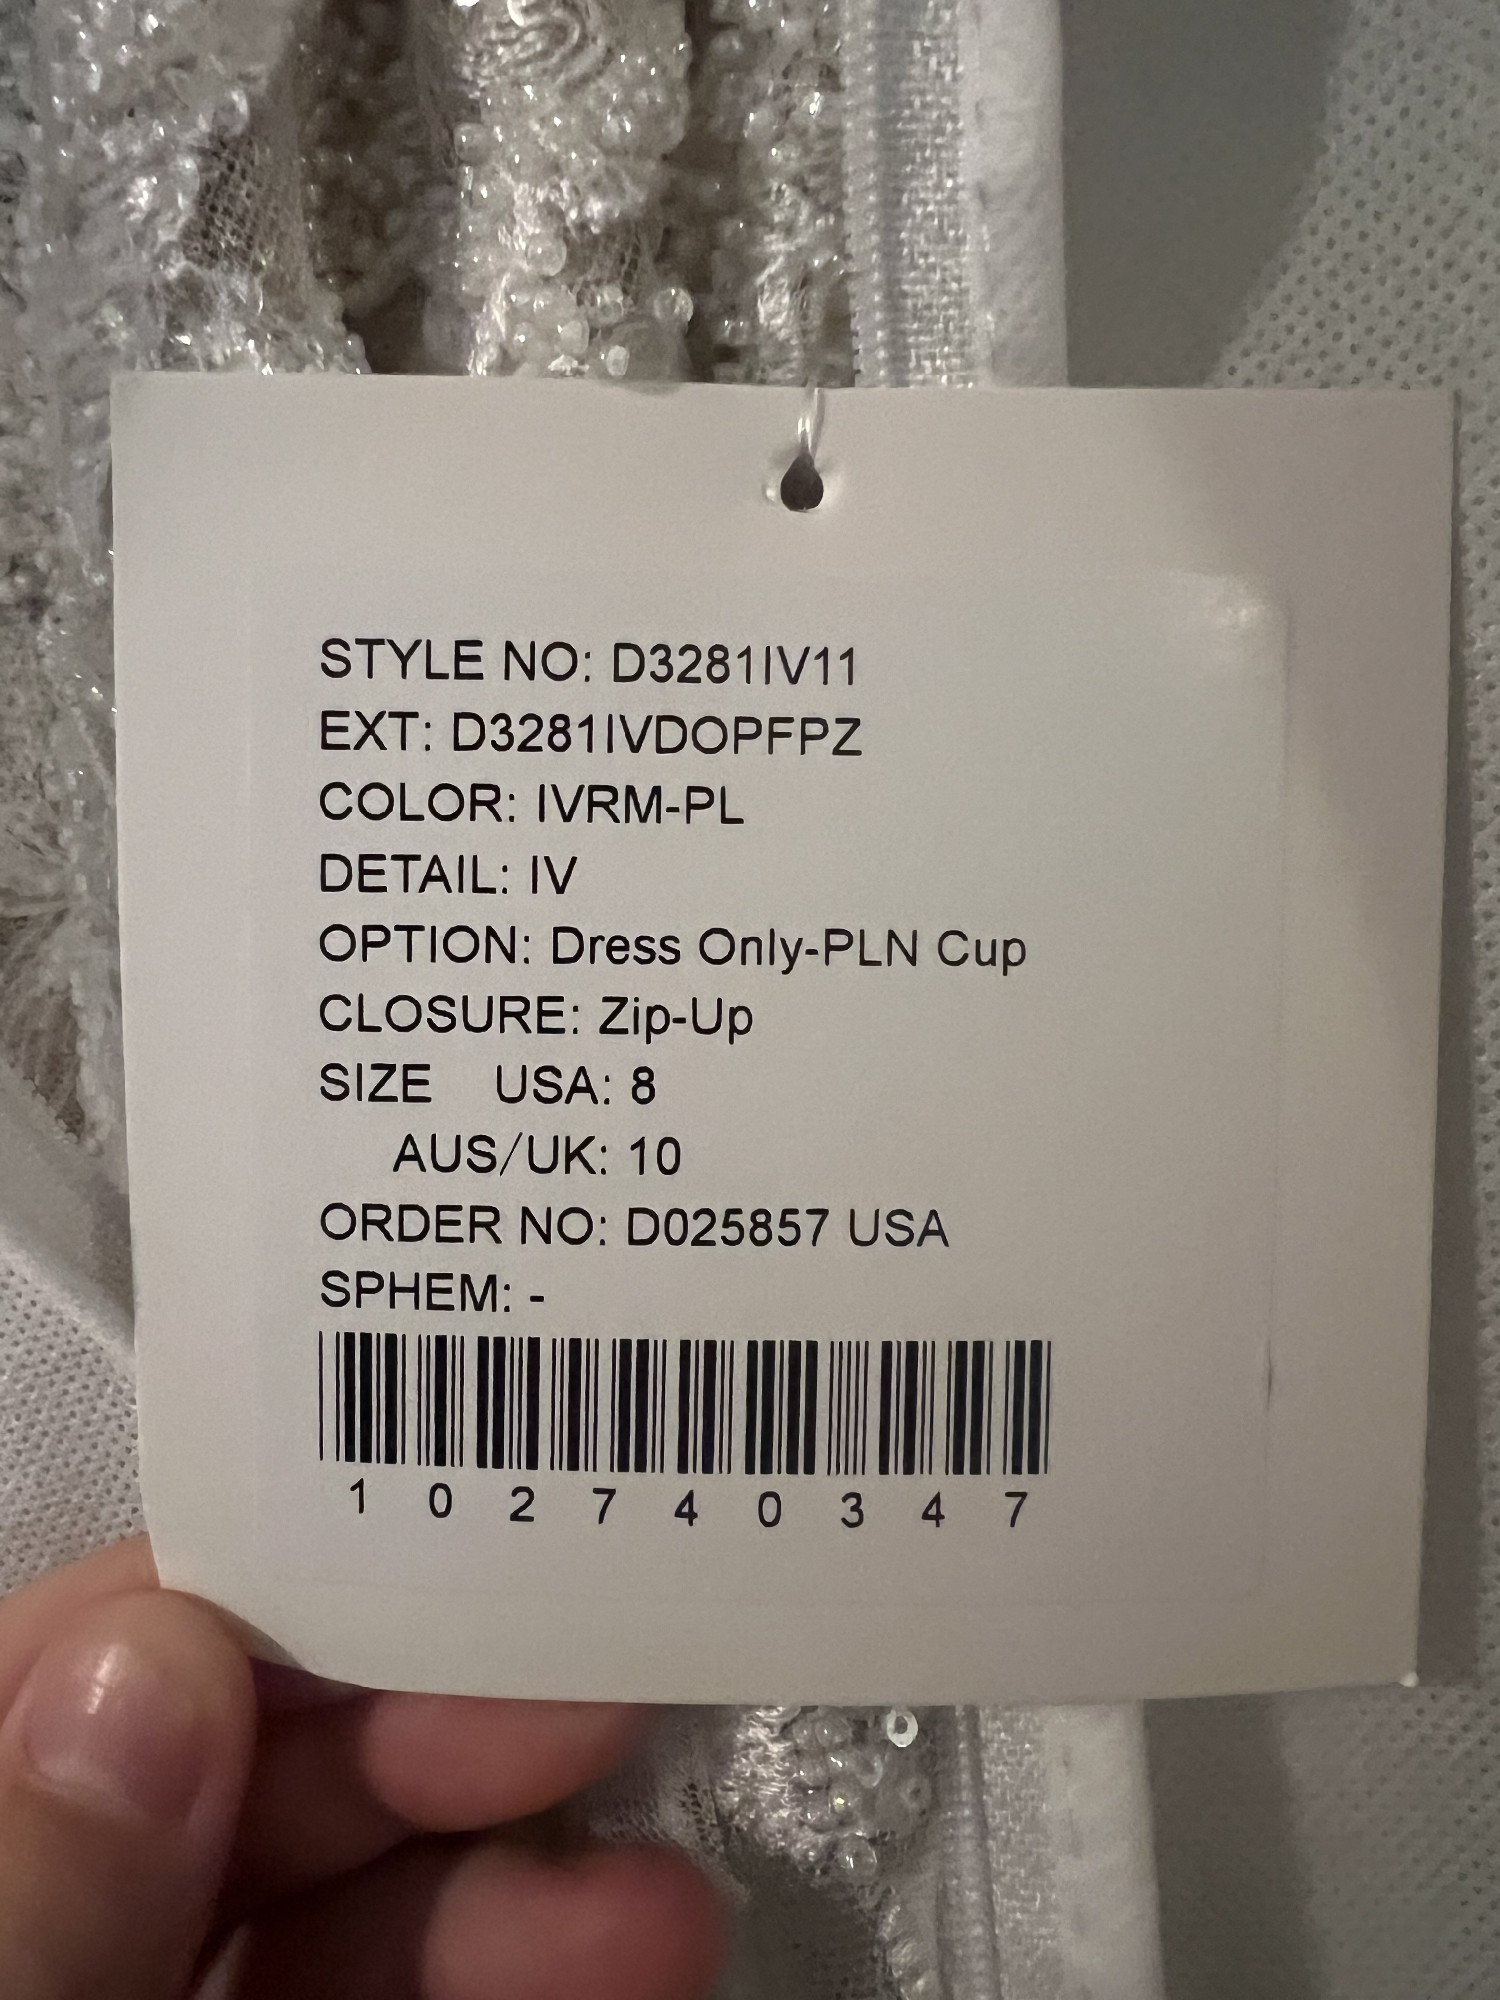 STYLE NO: D3281IV11
EXT: D3281IVDOPFPZ
COLOR: IVRM-PL
DETAIL: IV
OPTION: Dress Only-PLN Cup
CLOSURE: Zip-Up
SIZE USA: 8
AUS/UK: 10
ORDER NO: D025857 USA
SPHEM: -
1 0 2 7 4 0 3 4 7